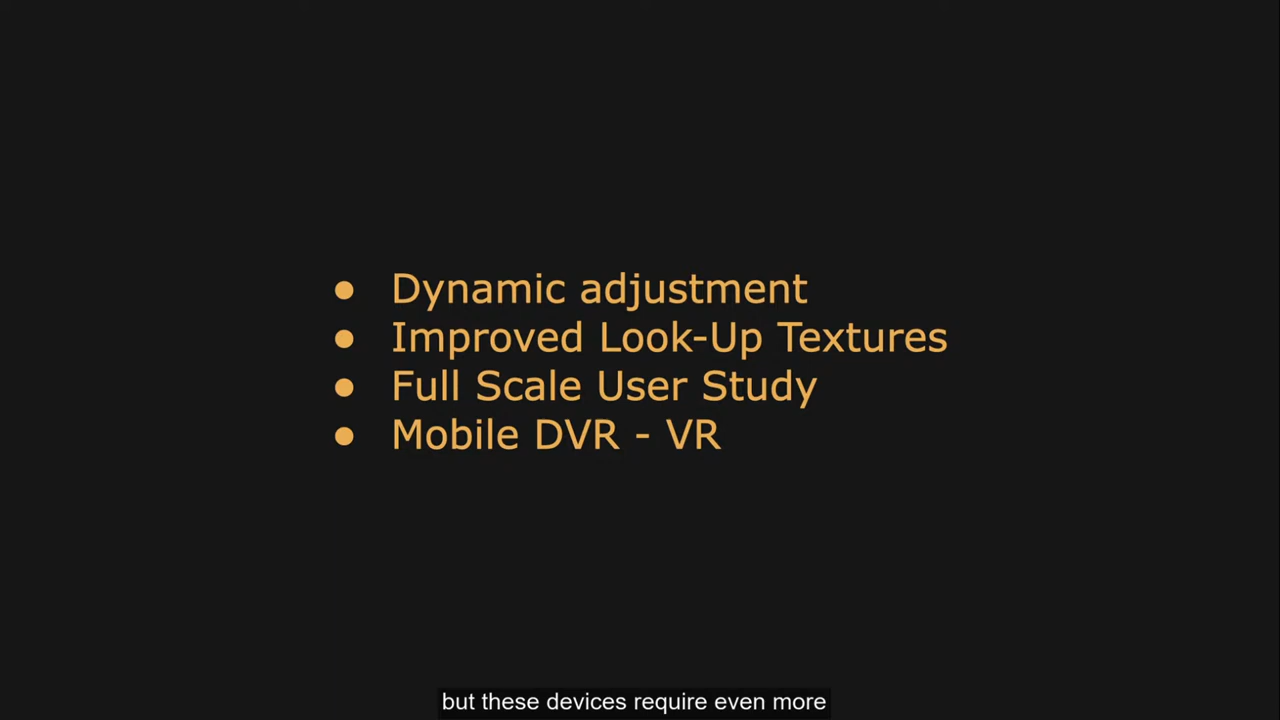 ● Dynamic adjustment
● Improved Look-Up Textures
● Full Scale User Study
● Mobile DVR - VR
but these devices require even more